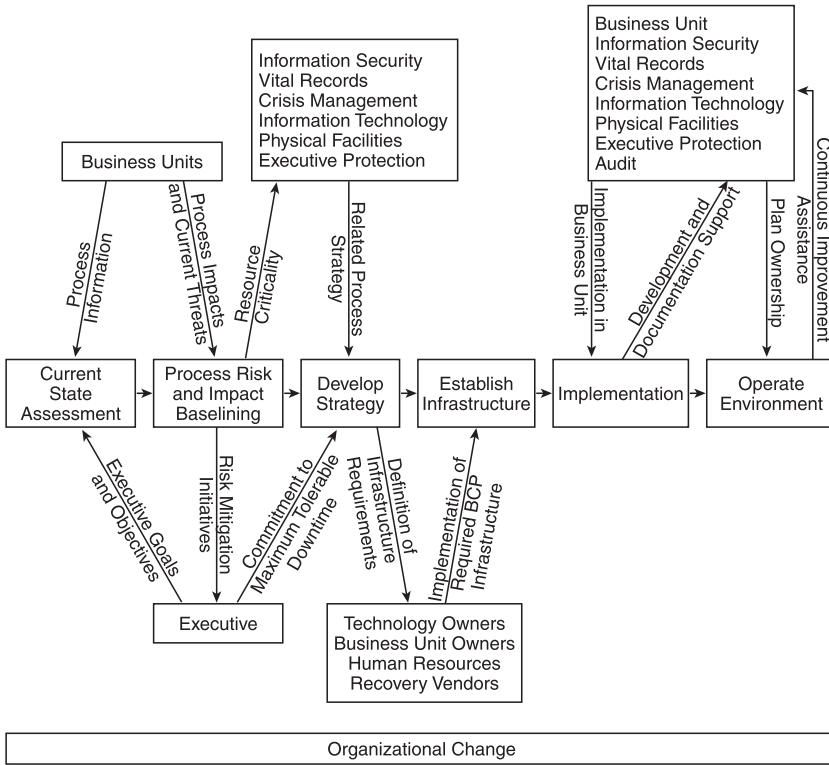 Business Unit
Information Security
Vital Records
Crisis Management
Information Technology
Physical Facilities
Executive Protection
Audit
Information Security
Vital Records
Crisis Management
Information Technology
Physical Facilities
Executive Protection
Business Units
Process
Information
Process Impacts
and Current Threats
Resource
Criticality
Related Process
Strategy
Implementation in
Business Unit
Development and
Documentation Support
Plan Ownership
Continuous Improvement
Assistance
Current
State
Assessment
Process Risk
and Impact
Baselining
Develop
Strategy
Establish
Infrastructure
Implementation
Operate
Environment
Executive Goals
and Objectives
Risk Mitigation
Initiatives
Commitment to
Maximum Tolerable
Downtime
Definition of
Infrastructure
Requirements
Implementation of
Required BCP
Infrastructure
Executive
Technology Owners
Business Unit Owners
Human Resources
Recovery Vendors
Organizational Change